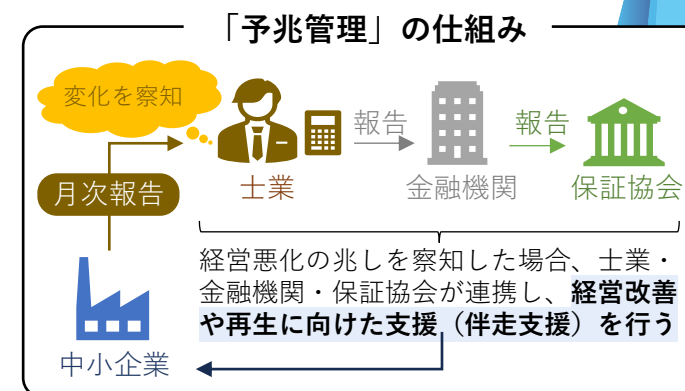 「予兆管理」の仕組み
変化を察知
報告
報告
月次報告
士業
金融機関
保証協会
経営悪化の兆しを察知した場合、士業・
金融機関・保証協会が連携し、経営改善
や再生に向けた支援（伴走支援）を行う
中小企業